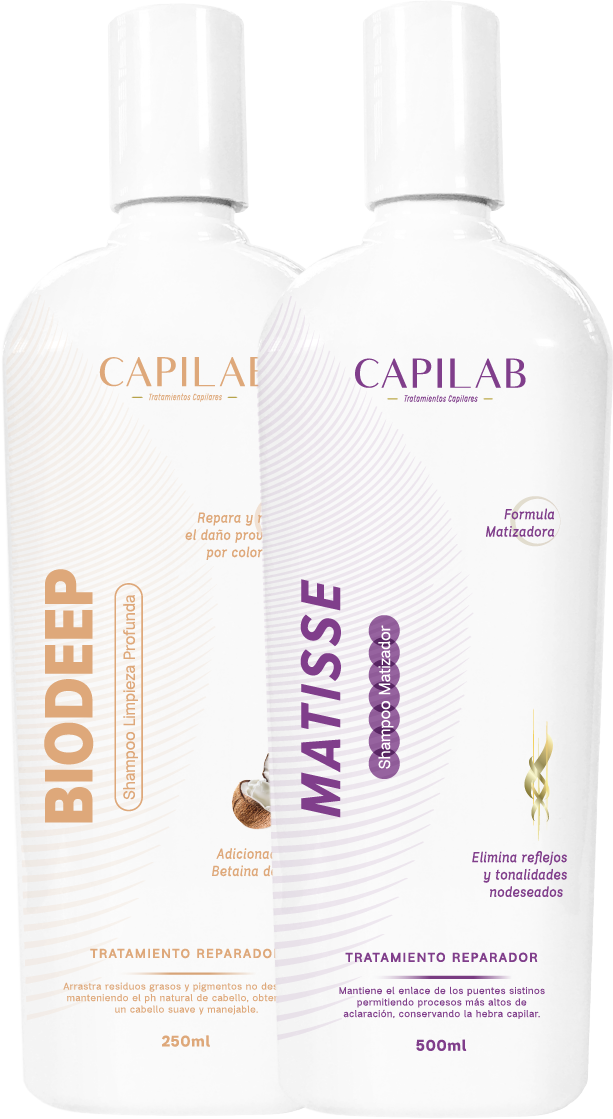 CAPILAB
Tratamientos Capilares
Repara y
el daño prov
por color
BIODEEP
Shampoo Limpieza Profunda
Adicionad
Betaina de
TRATAMIENTO REPARADOR
Arrastra residuos grasos y pigmentos no des
manteniendo el ph natural de cabello, obte
un cabello suave y manejable.
250ml
CAPILAB
Tratamientos Capilares
Formula
Matizadora
MATISSE
Shampoo Matizador
Elimina reflejos
y tonalidades
nodeseados
TRATAMIENTO REPARADOR
Mantiene el enlace de los puentes sistinos
permitiendo procesos más altos de
aclaración, conservando la hebra capilar.
500ml